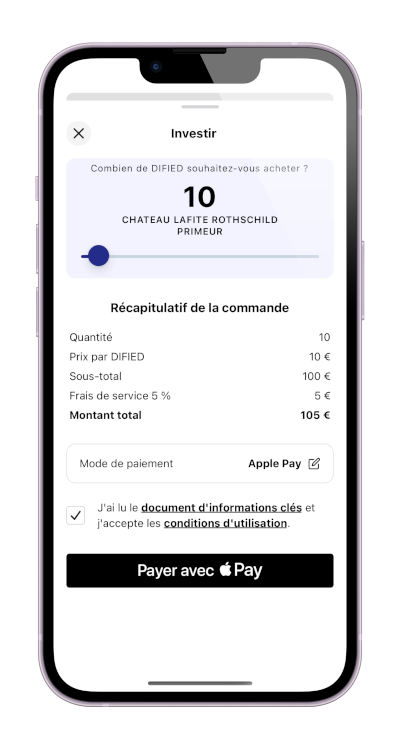 Investir
Combien de DIFIED souhaitez-vous acheter ?
10
CHATEAU LAFITE ROTHSCHILD
PRIMEUR
Récapitulatif de la commande
Quantité 10
Prix par DIFIED 10 €
Sous-total 100 €
Frais de service 5 % 5 €
Montant total 105 €
Mode de paiement Apple Pay
J'ai lu le document d'informations clés et
j'accepte les conditions d'utilisation.
Payer avec Pay